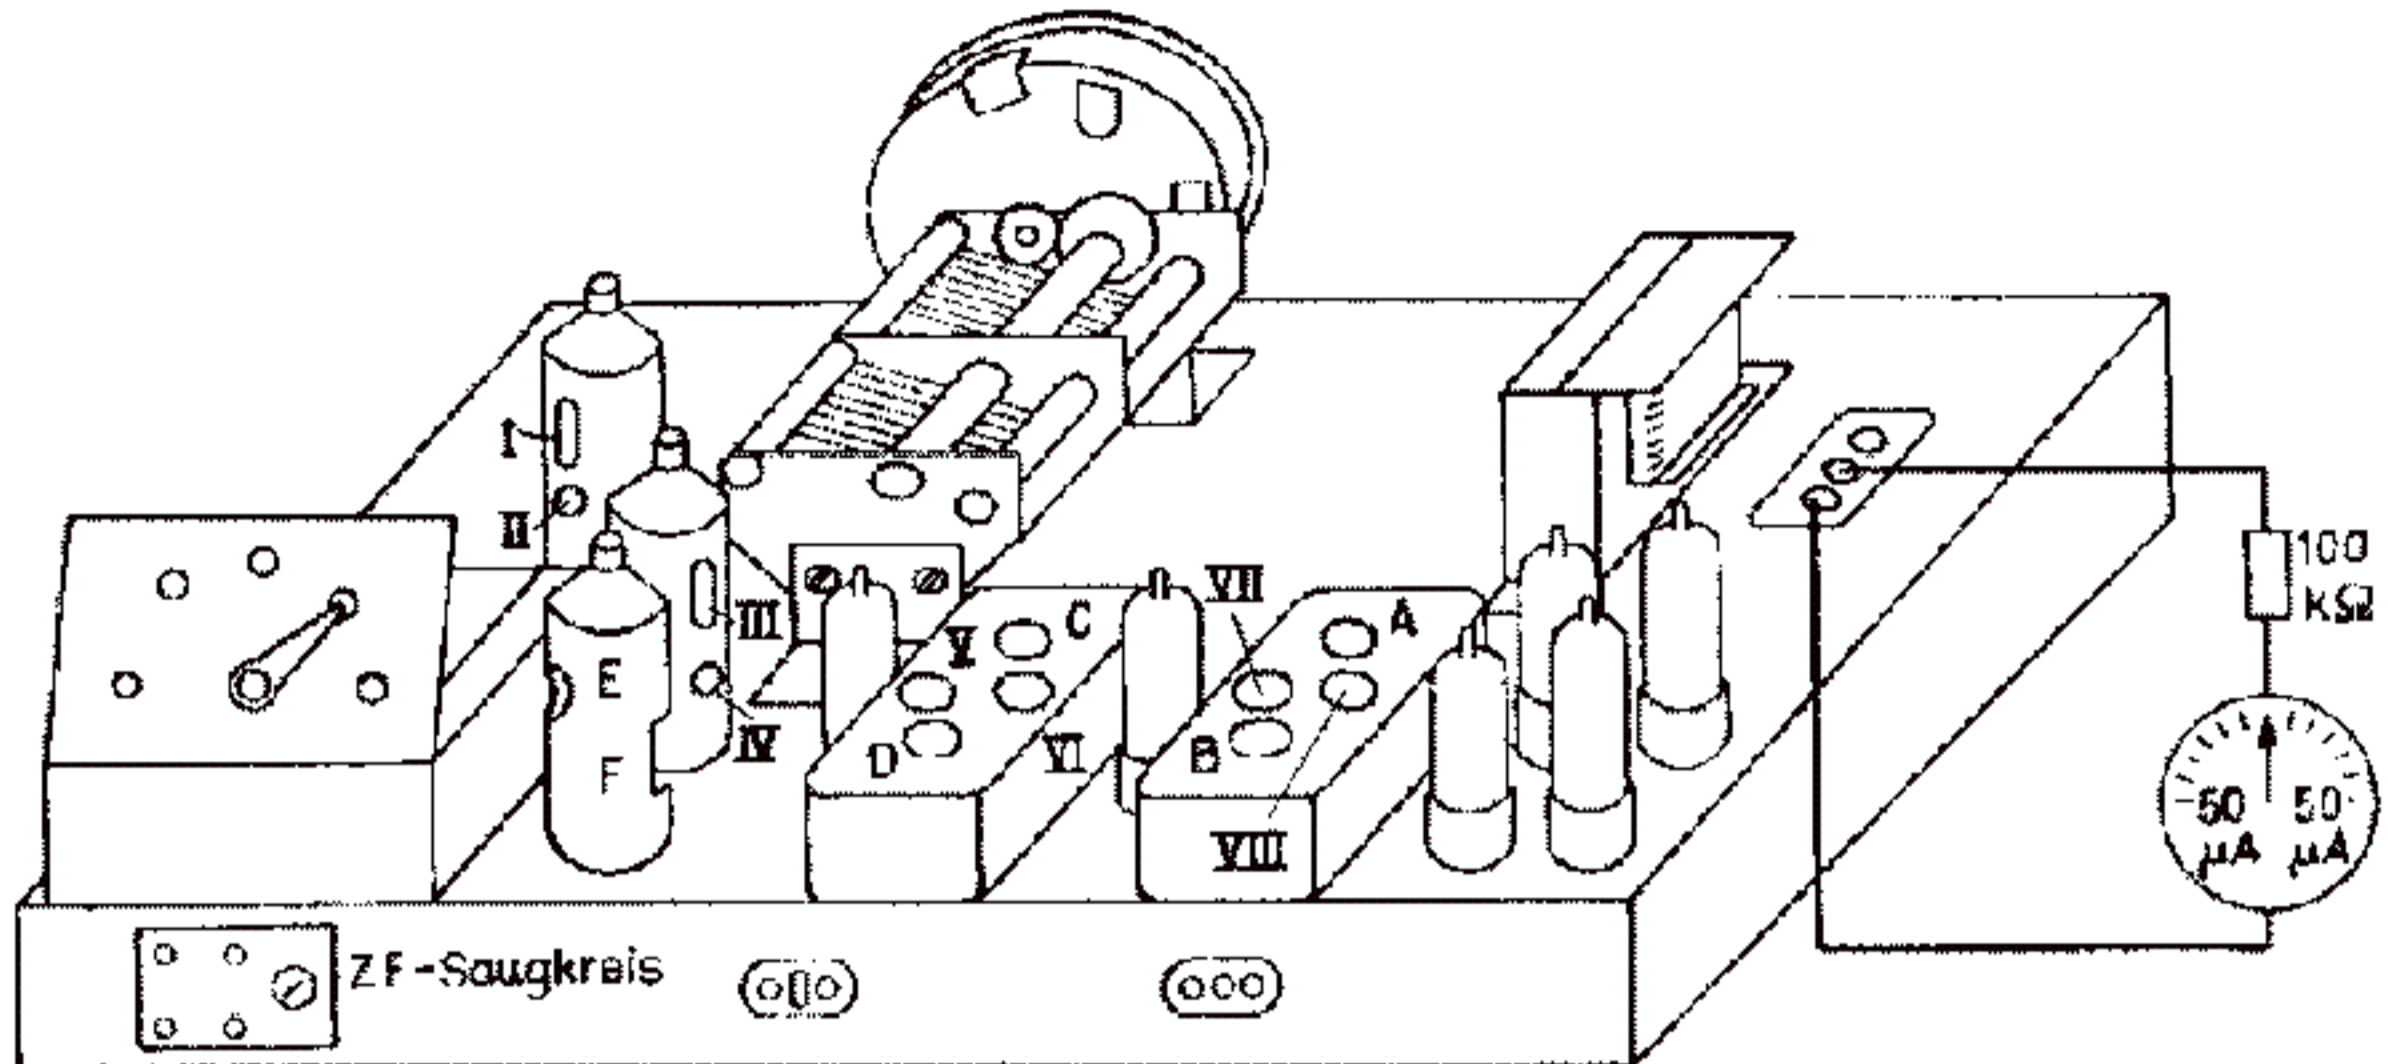 I
II
III
IV
E
F
V
C
D
VI
VII
A
B
VIII
100
KΩ
50 50
µA µA
ZF-Saugkreis